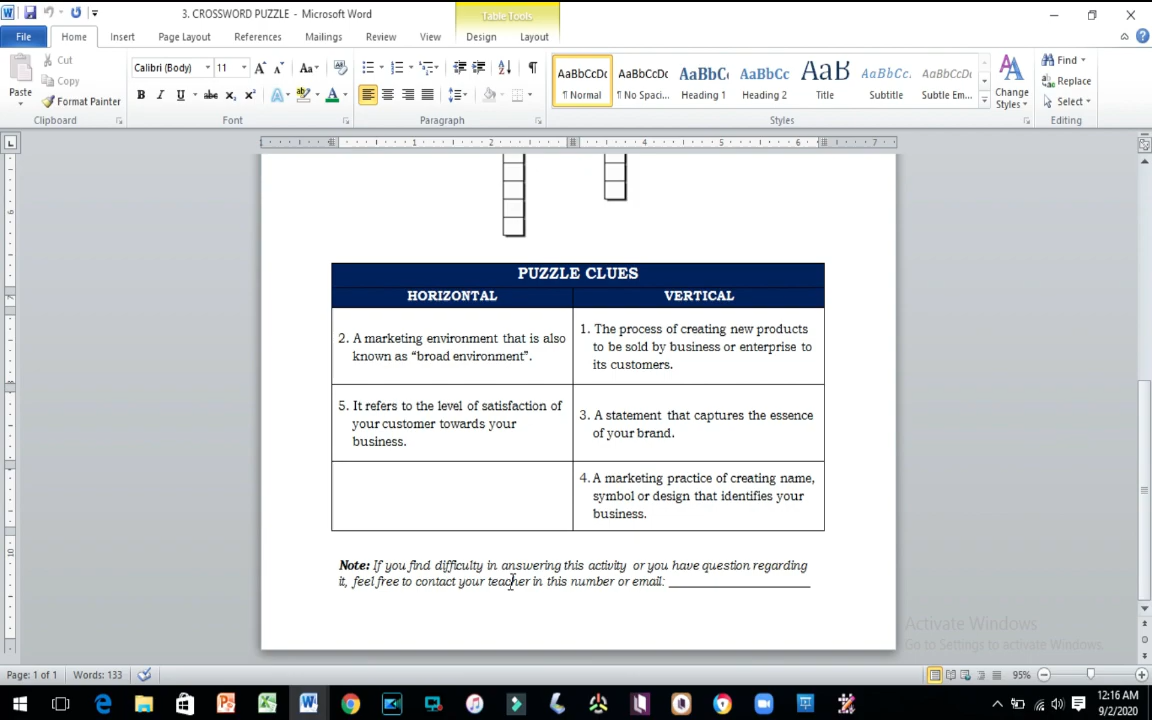 3. CROSSWORD PUZZLE - Microsoft Word
Table Tools
File Home Insert Page Layout References Mailings Review View Design Layout
Paste
Cut
Copy
Format Painter
Clipboard
Calibri (Body) 11
Font
Paragraph
AaBbCcDc AaBbCcDc AaBbC( AaBbCc AaB AaBbCc. AaBbCcDc
¶ Normal ¶ No Spaci... Heading 1 Heading 2 Title Subtitle Subtle Em...
Styles
Change Styles
Find
Replace
Select
Editing
PUZZLE CLUES
HORIZONTAL VERTICAL
2. A marketing environment that is also
known as “broad environment”.
1. The process of creating new products
to be sold by business or enterprise to
its customers.
5. It refers to the level of satisfaction of
your customer towards your
business.
3. A statement that captures the essence
of your brand.
4. A marketing practice of creating name,
symbol or design that identifies your
business.
Note: If you find difficulty in answering this activity or you have question regarding
it, feel free to contact your teacher in this number or email: ____________________
Activate Windows
Go to Settings to activate Windows.
Page: 1 of 1 Words: 133 95%
12:16 AM
9/2/2020